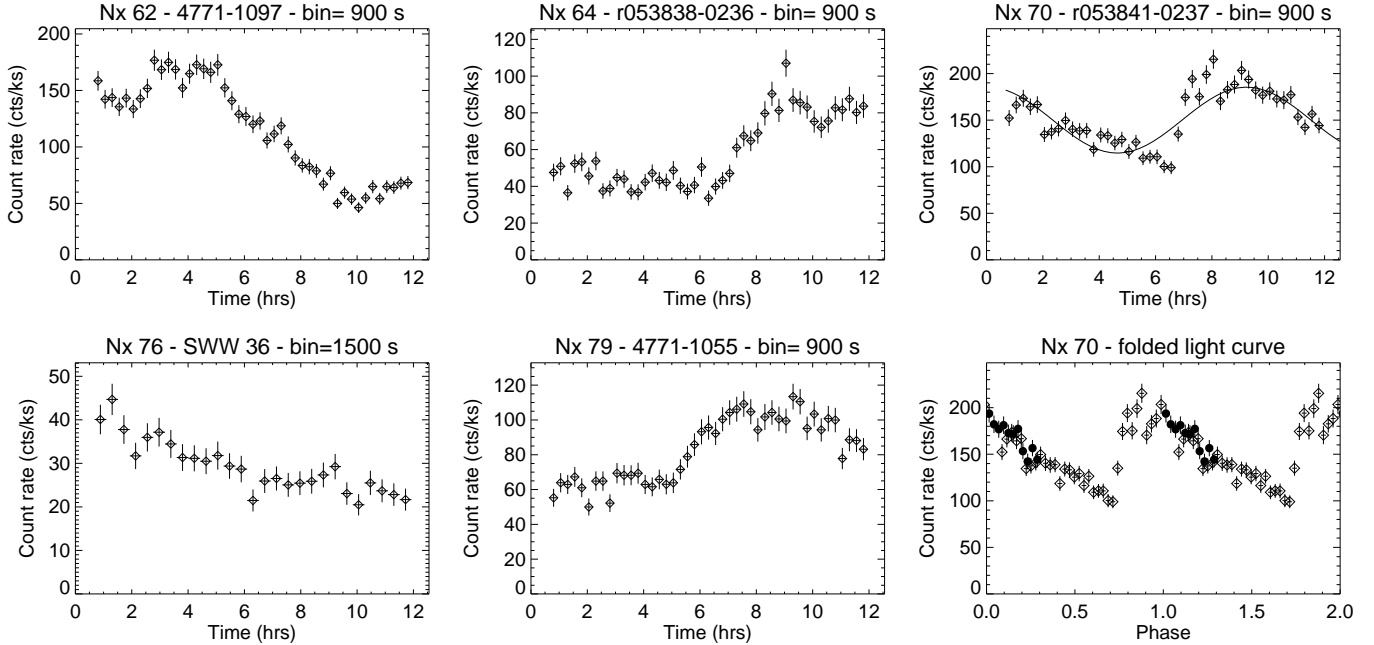 Nx 62 - 4771-1097 - bin= 900 s
200
150
100
50
0
Count rate (cts/ks)
0 2 4 6 8 10 12
Time (hrs)
Nx 64 - r053838-0236 - bin= 900 s
120
100
80
60
40
20
0
Count rate (cts/ks)
0 2 4 6 8 10 12
Time (hrs)
Nx 70 - r053841-0237 - bin= 900 s
200
150
100
50
0
Count rate (cts/ks)
0 2 4 6 8 10 12
Time (hrs)
Nx 76 - SWW 36 - bin=1500 s
50
40
30
20
10
0
Count rate (cts/ks)
0 2 4 6 8 10 12
Time (hrs)
Nx 79 - 4771-1055 - bin= 900 s
120
100
80
60
40
20
0
Count rate (cts/ks)
0 2 4 6 8 10 12
Time (hrs)
Nx 70 - folded light curve
200
150
100
50
0
Count rate (cts/ks)
0.0 0.5 1.0 1.5 2.0
Phase